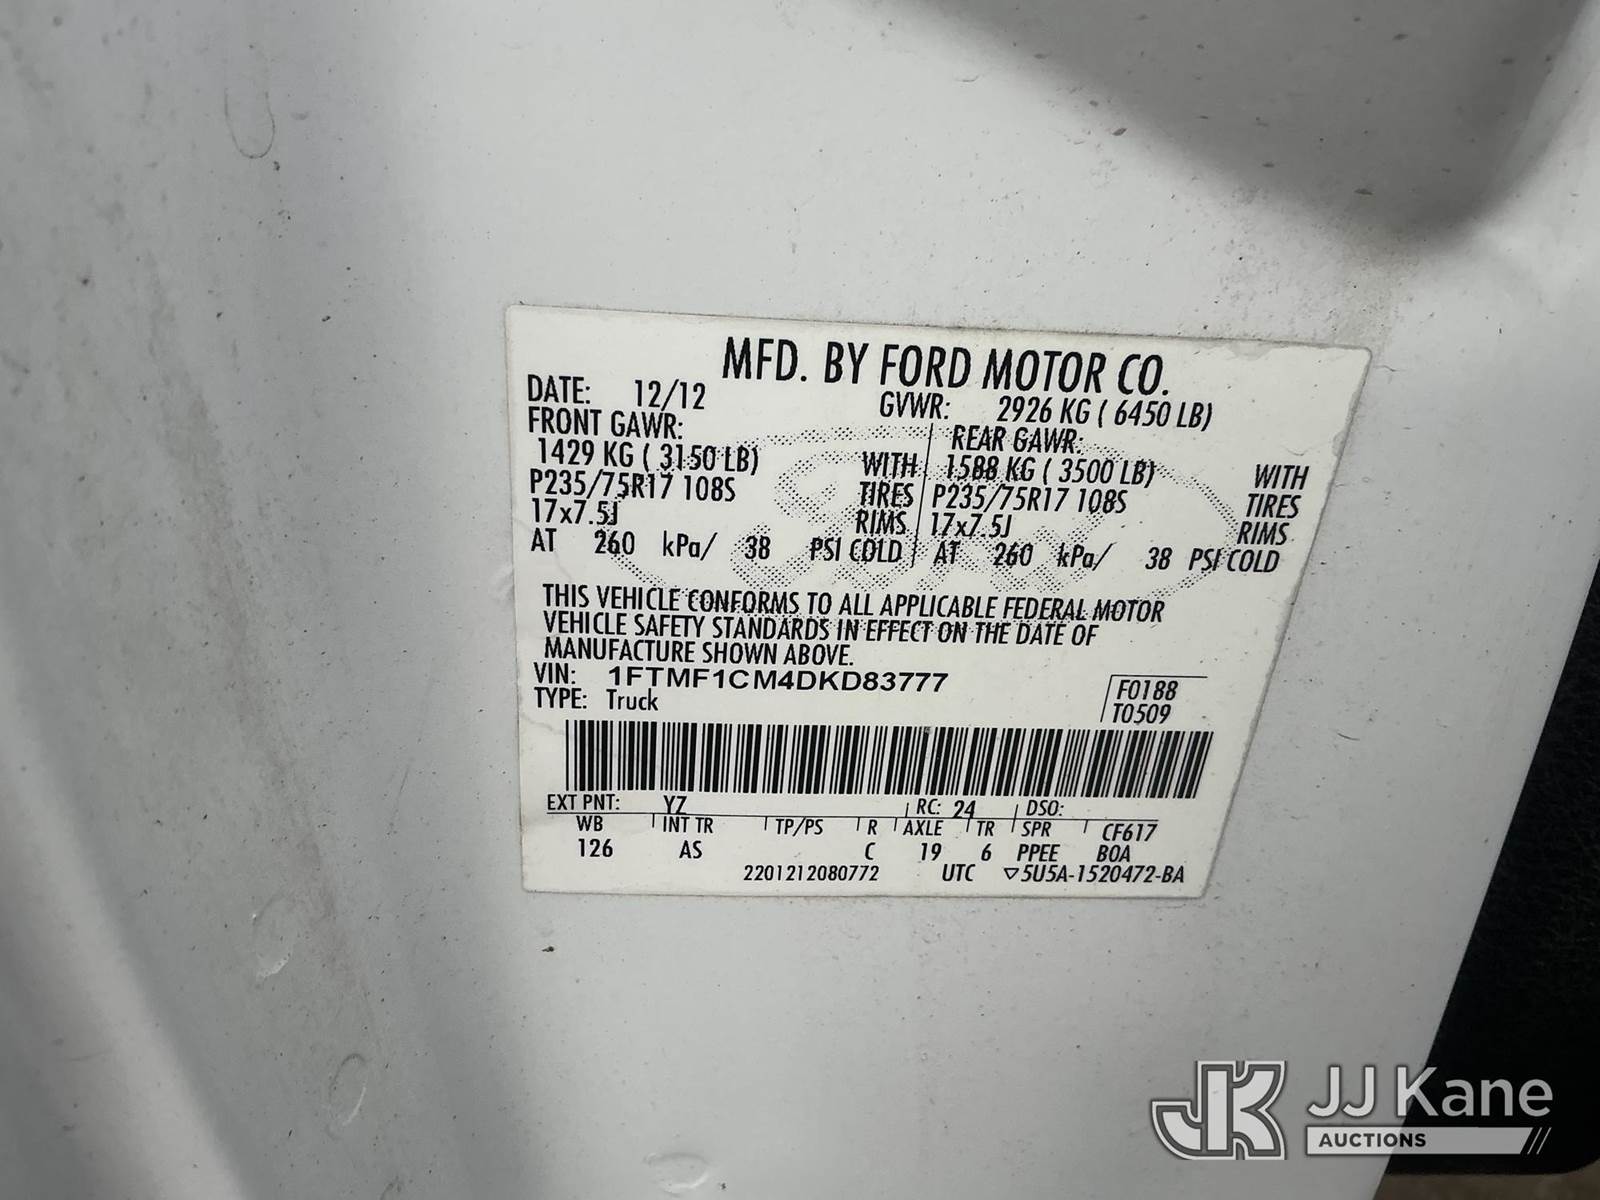 MFD. BY FORD MOTOR CO.
DATE: 12/12 GVWR: 2926 KG ( 6450 LB)
FRONT GAWR: REAR GAWR:
1429 KG ( 3150 LB) WITH 1588 KG ( 3500 LB) WITH
P235/75R17 108S TIRES P235/75R17 108S TIRES
17x7.5J RIMS 17x7.5J RIMS
AT 260 kPa/ 38 PSI COLD AT 260 kPa/ 38 PSI COLD
THIS VEHICLE CONFORMS TO ALL APPLICABLE FEDERAL MOTOR
VEHICLE SAFETY STANDARDS IN EFFECT ON THE DATE OF
MANUFACTURE SHOWN ABOVE.
VIN: 1FTMF1CM4DKD83777 F0188
TYPE: Truck T0509
EXT PNT: YZ RC: 24 DSO:
WB INT TR TP/PS R AXLE TR SPR CF617
126 AS C 19 6 PPEE BOA
2201212080772 UTC ▽5U5A-1520472-BA
JK JJ Kane
AUCTIONS